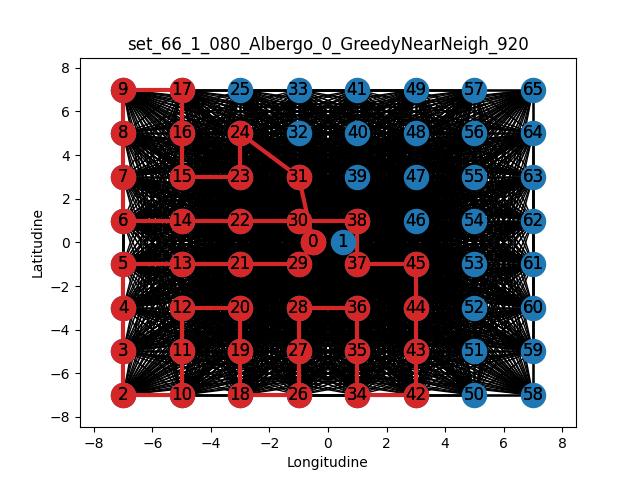 set_66_1_080_Albergo_0_GreedyNearNeigh_920
8
9 17 25 33 41 49 57 65
6
8 16 24 32 40 48 56 64
4
7 15 23 31 39 47 55 63
2
6 14 22 30 38 46 54 62
Latitudine
0
0 1
5 13 21 29 37 45 53 61
−2
4 12 20 28 36 44 52 60
−4
3 11 19 27 35 43 51 59
−6
2 10 18 26 34 42 50 58
−8
−8 −6 −4 −2 0 2 4 6 8
Longitudine